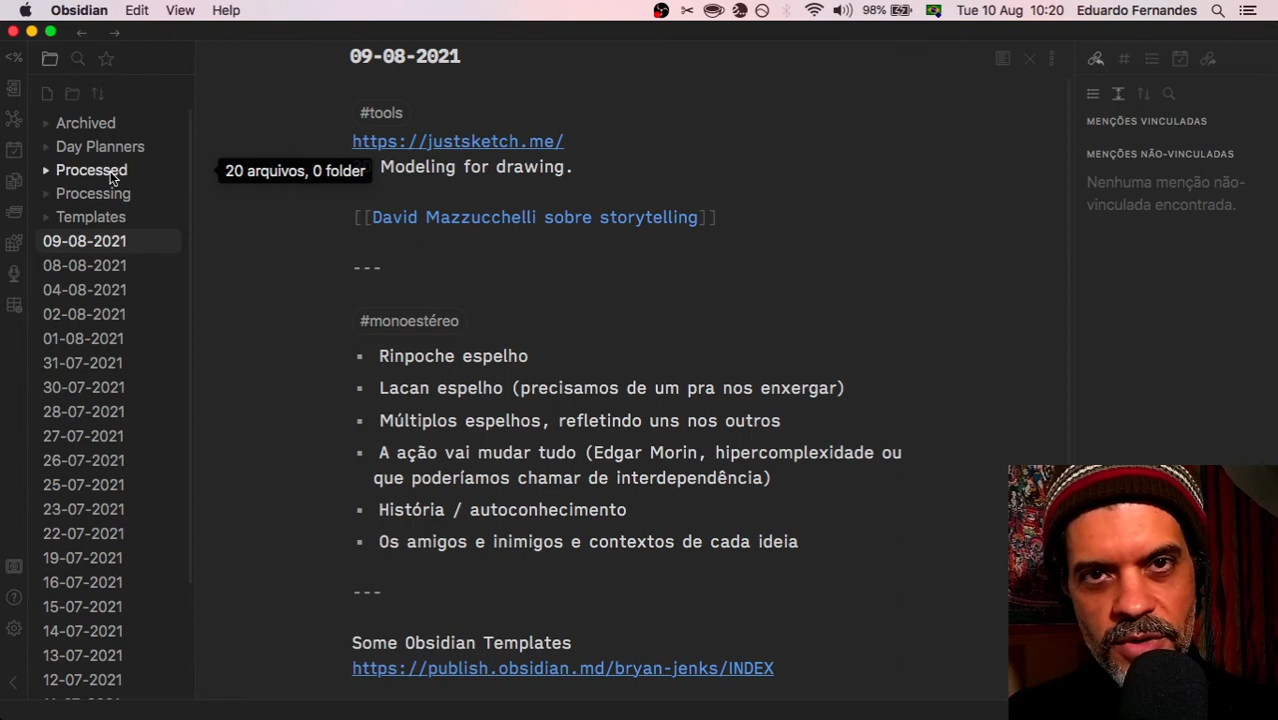 Obsidian Edit View Help 98% Tue 10 Aug 10:20 Eduardo Fernandes
<%
09-08-2021
#tools
https://justsketch.me/
Modeling for drawing.
[[David Mazzucchelli sobre storytelling]]
---
#monoestéreo
Rinpoche espelho
Lacan espelho (precisamos de um pra nos enxergar)
Múltiplos espelhos, refletindo uns nos outros
A ação vai mudar tudo (Edgar Morin, hipercomplexidade ou
que poderíamos chamar de interdependência)
História / autoconhecimento
Os amigos e inimigos e contextos de cada ideia
---
Some Obsidian Templates
https://publish.obsidian.md/bryan-jenks/INDEX
Archived
Day Planners
Processed
20 arquivos, 0 folder
Processing
Templates
09-08-2021
08-08-2021
04-08-2021
02-08-2021
01-08-2021
31-07-2021
30-07-2021
28-07-2021
27-07-2021
26-07-2021
25-07-2021
23-07-2021
22-07-2021
19-07-2021
16-07-2021
15-07-2021
14-07-2021
13-07-2021
12-07-2021
MENÇÕES VINCULADAS
MENÇÕES NÃO-VINCULADAS
Nenhuma menção não-
vinculada encontrada.